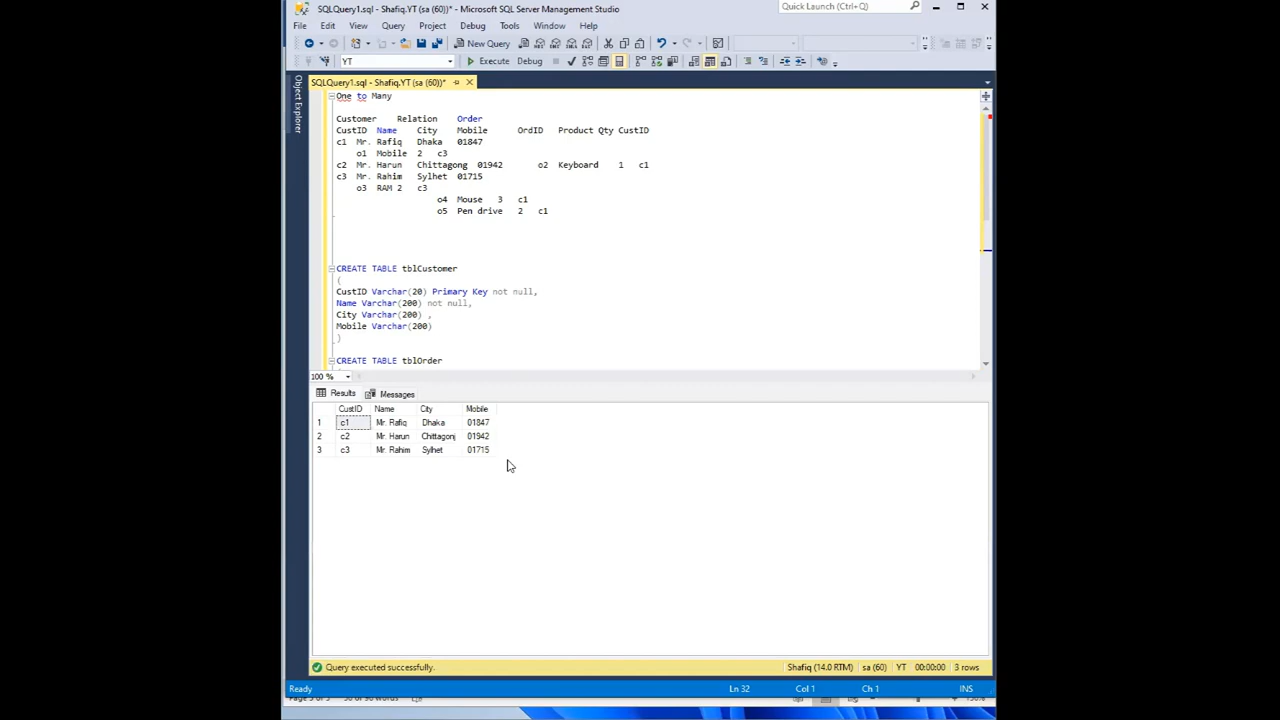 SQLQuery1.sql - Shafiq.YT (sa (60))* - Microsoft SQL Server Management Studio
Quick Launch (Ctrl+Q)
File Edit View Query Project Debug Tools Window Help
New Query
YT Execute Debug
SQLQuery1.sql - Shafiq.YT (sa (60))*
Object Explorer
One to Many
Customer Relation Order
CustID Name City Mobile OrdID Product Qty CustID
c1 Mr. Rafiq Dhaka 01847
o1 Mobile 2 c3
c2 Mr. Harun Chittagong 01942 o2 Keyboard 1 c1
c3 Mr. Rahim Sylhet 01715
o3 RAM 2 c3
o4 Mouse 3 c1
o5 Pen drive 2 c1
CREATE TABLE tblCustomer
(
CustID Varchar(20) Primary Key not null,
Name Varchar(200) not null,
City Varchar(200) ,
Mobile Varchar(200)
)
CREATE TABLE tblOrder
100 %
Results Messages
CustID Name City Mobile
1 c1 Mr. Rafiq Dhaka 01847
2 c2 Mr. Harun Chittagonj 01942
3 c3 Mr. Rahim Sylhet 01715
Query executed successfully. Shafiq (14.0 RTM) sa (60) YT 00:00:00 3 rows
Ready Ln 32 Col 1 Ch 1 INS